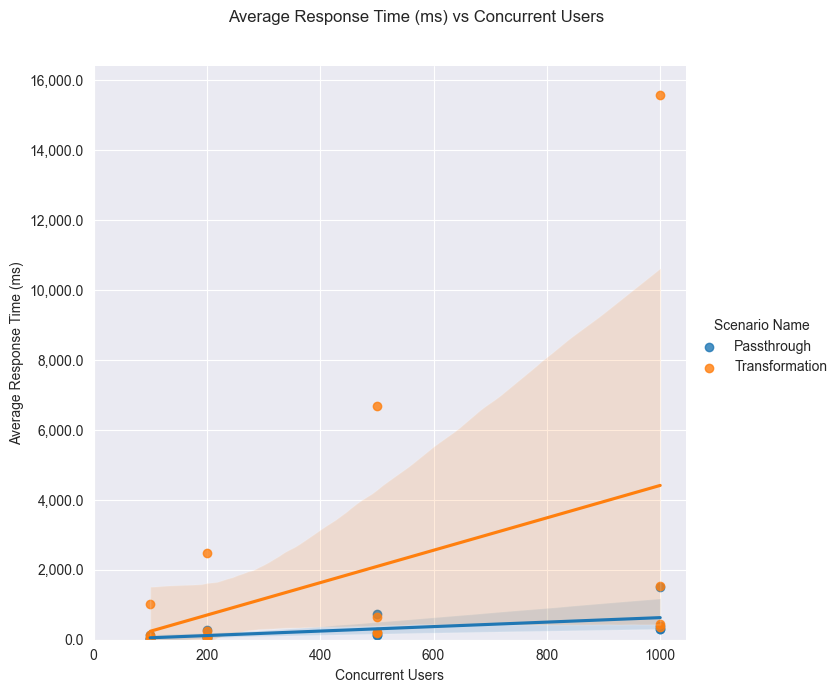 Average Response Time (ms) vs Concurrent Users
16,000.0
14,000.0
12,000.0
10,000.0
8,000.0
6,000.0
4,000.0
2,000.0
0.0
Average Response Time (ms)
0 200 400 600 800 1000
Concurrent Users
Scenario Name
Passthrough
Transformation